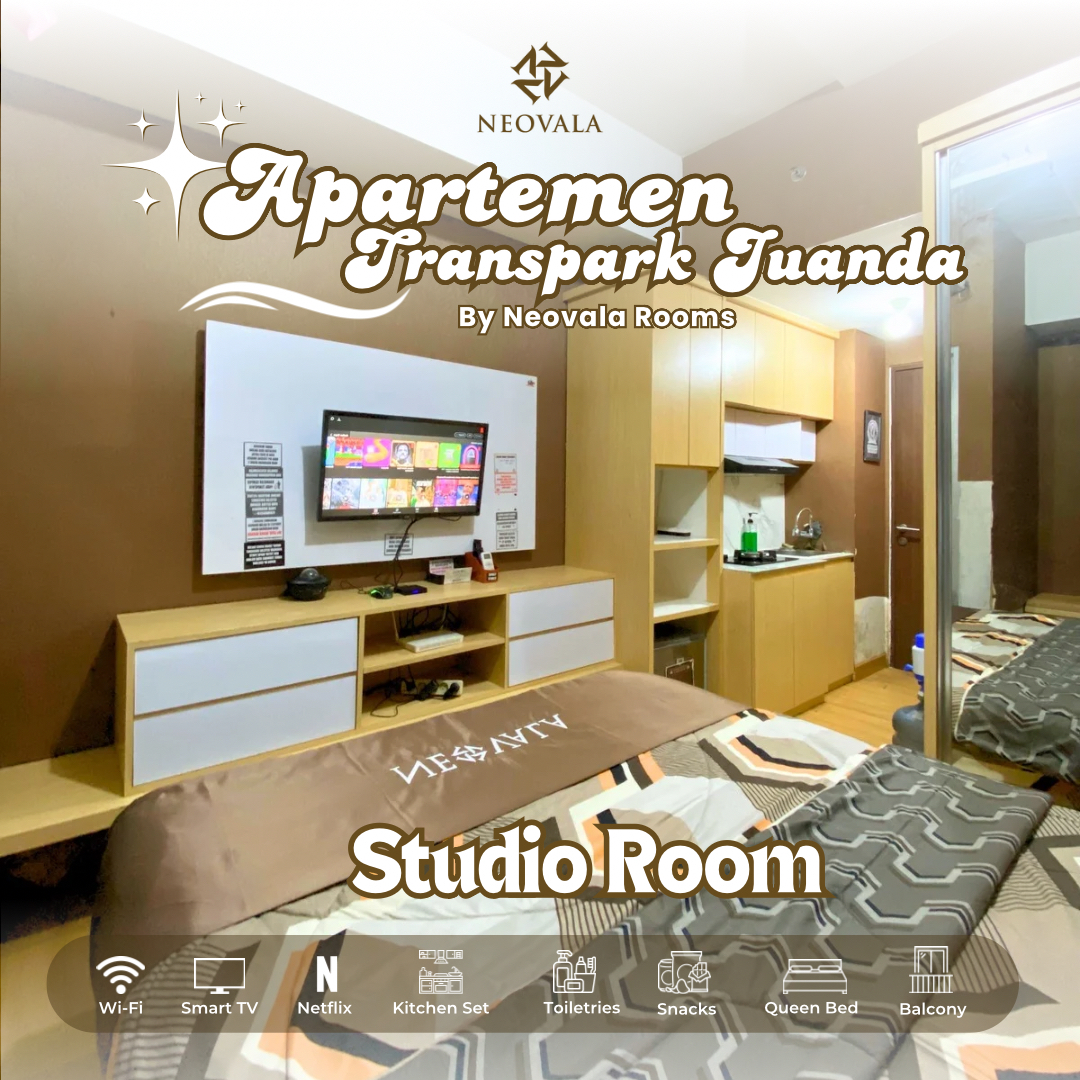 NEOVALA
Apartemen
Transpark Juanda
By Neovala Rooms
NEOVALA
Studio Room
Wi-Fi
Smart TV
N
Netflix
Kitchen Set
Toiletries
Snacks
Queen Bed
Balcony